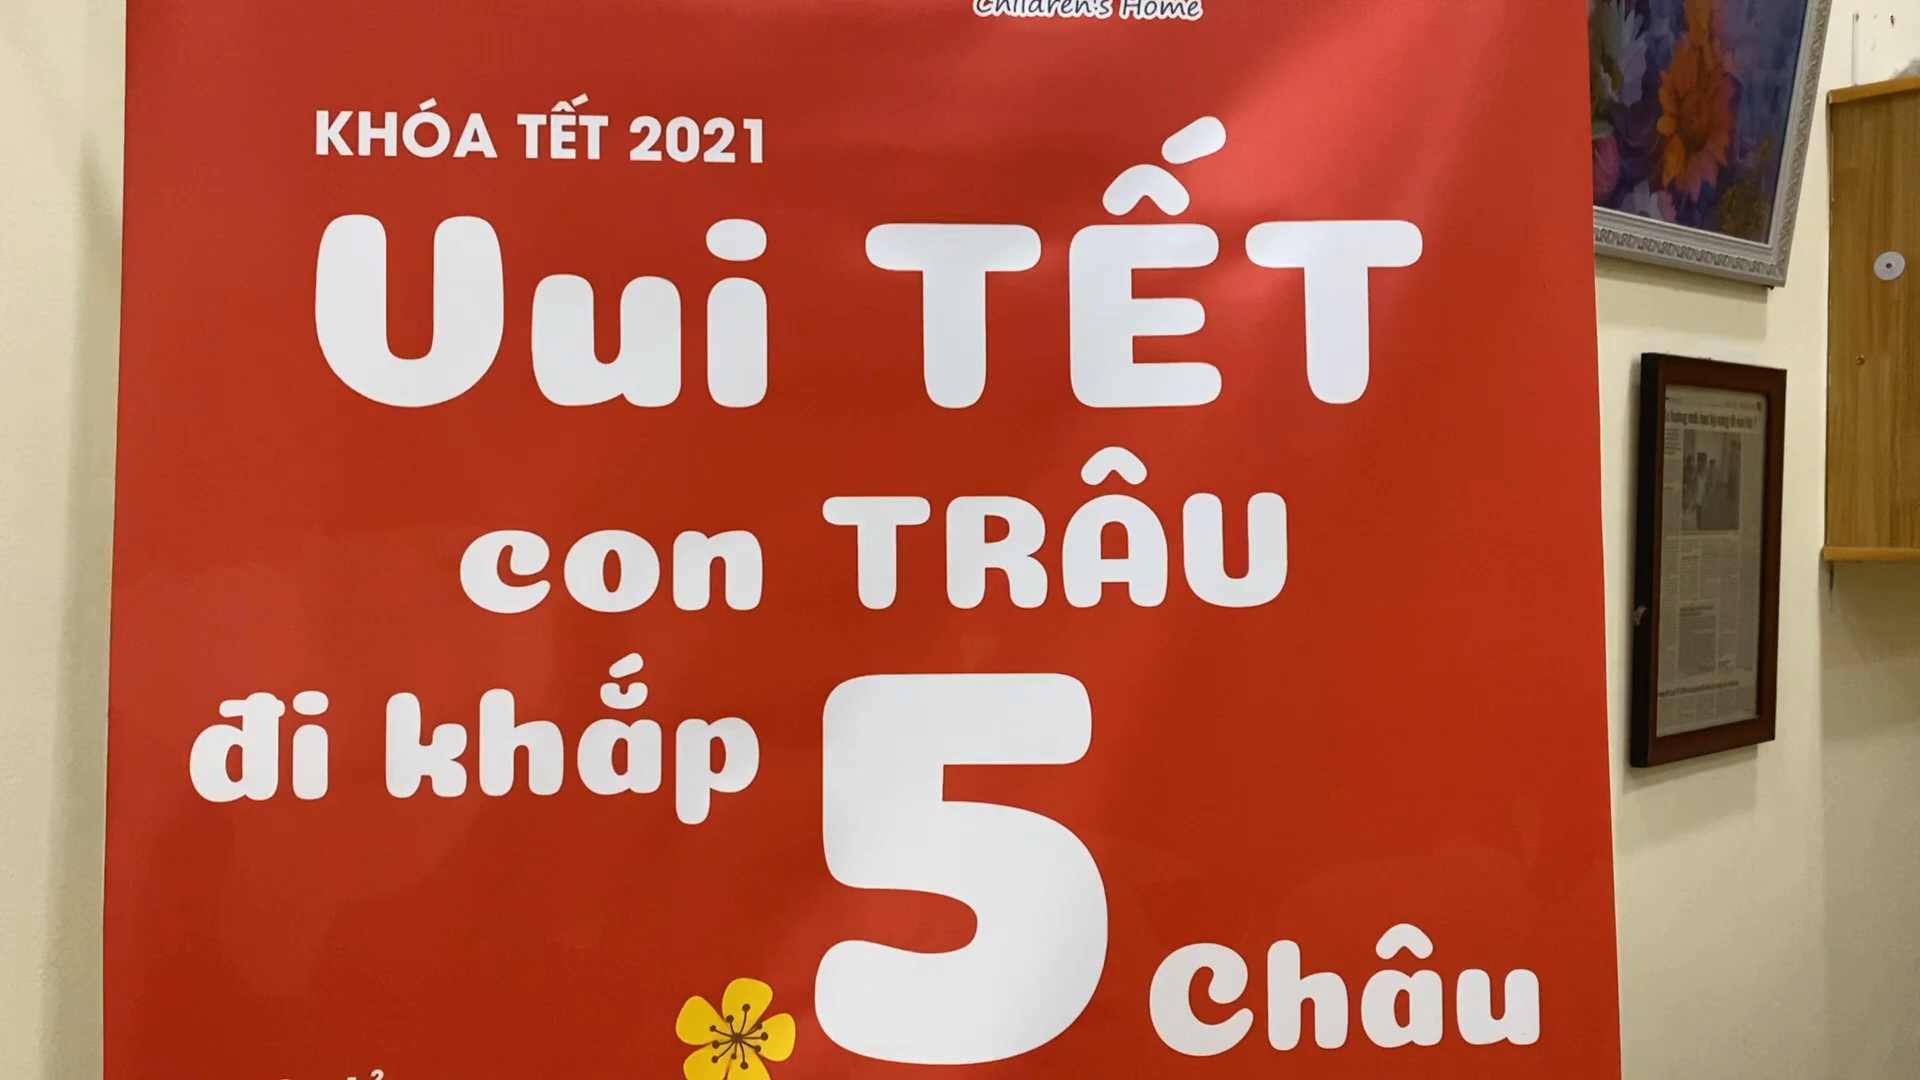 Children's Home
KHÓA TẾT 2021
Vui TẾT
con TRÂU
đi khắp 5 Châu